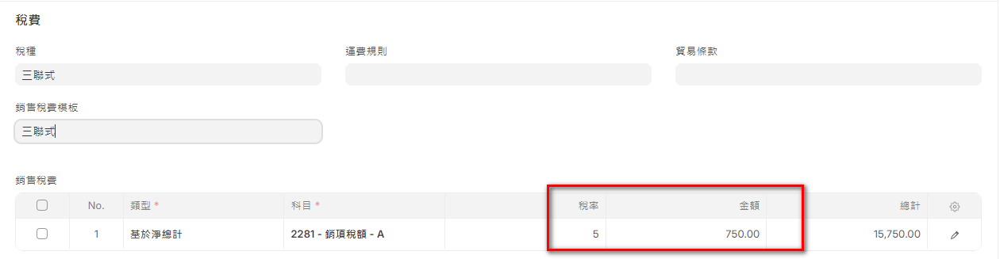 稅費
稅種 運費規則 貿易條款
三聯式
銷售稅費模板
三聯式
銷售稅費
No. 類型 * 科目 * 稅率 金額 總計
1 基於淨總計 2281 - 銷項稅額 - A 5 750.00 15,750.00